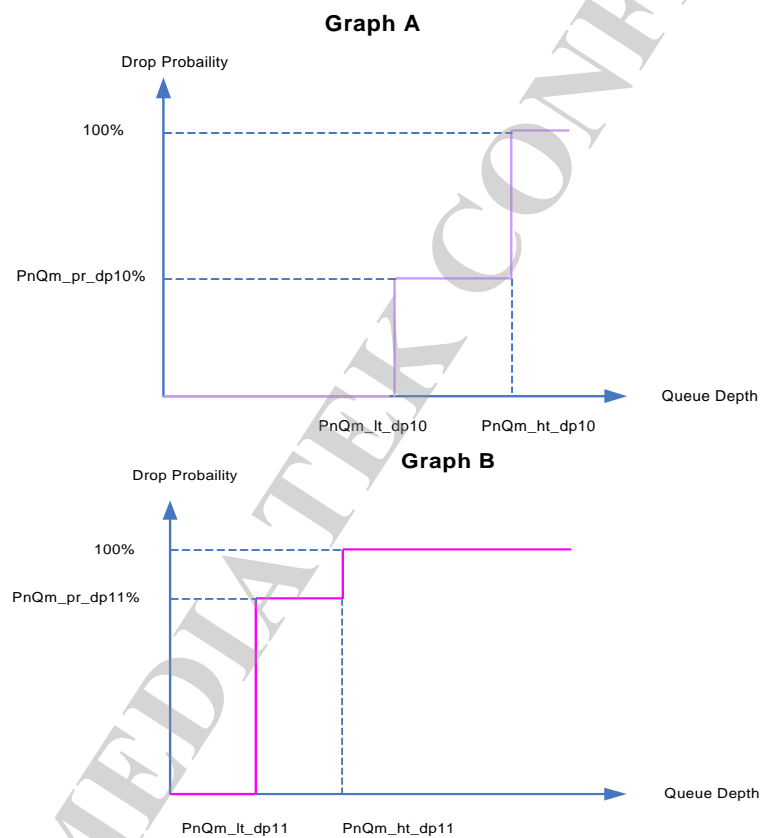 Graph A
Drop Probaility
100%
PnQm_pr_dp10%
Queue Depth
PnQm_lt_dp10
PnQm_ht_dp10
Graph B
Drop Probaility
100%
PnQm_pr_dp11%
Queue Depth
PnQm_lt_dp11
PnQm_ht_dp11
MEDIATEK CONF